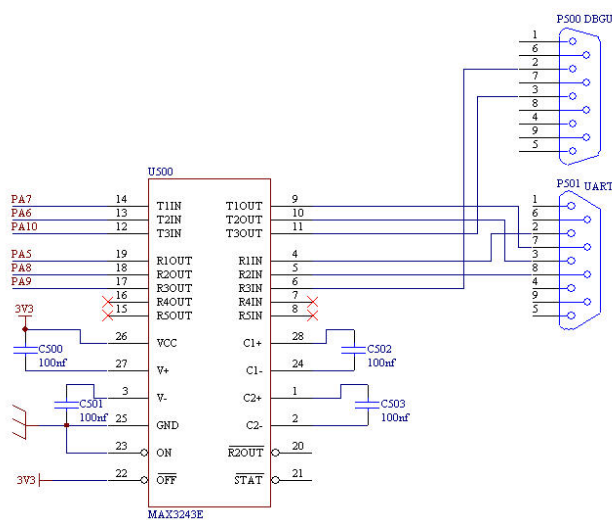 P500 DBGU
1
6
2
7
3
8
4
9
5
U500
P501 UART
1
6
2
7
3
8
4
9
5
PA7 14 T1IN T1OUT 9
PA6 13 T2IN T2OUT 10
PA10 12 T3IN T3OUT 11
PA5 19 R1OUT R1IN 4
PA8 18 R2OUT R2IN 5
PA9 17 R3OUT R3IN 6
16 R4OUT R4IN 7
15 R5OUT R5IN 8
3V3
26 VCC C1+ 28
C500 100nf
C502 100nf
27 V+ C1- 24
3 V- C2+ 1
C501 100nf
C503 100nf
25 GND C2- 2
23 ON R2OUT 20
3V3 22 OFF STAT 21
MAX3243E